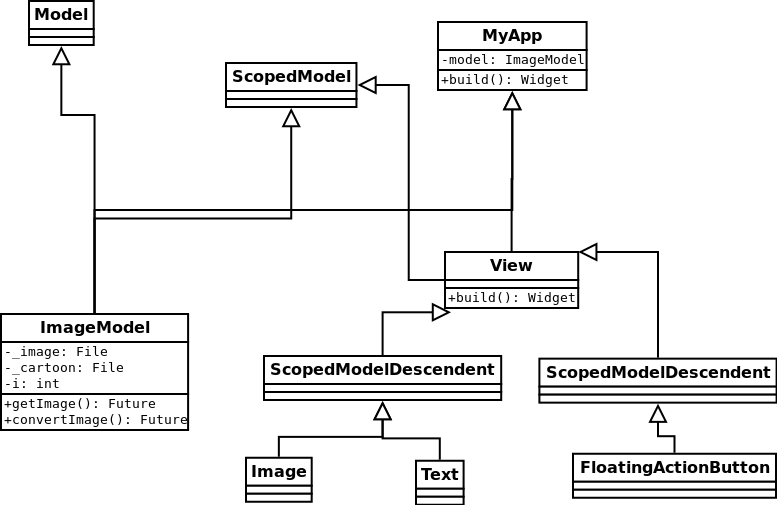 Model
MyApp
-model: ImageModel
+build(): Widget
ScopedModel
View
+build(): Widget
ImageModel
-_image: File
-_cartoon: File
-i: int
+getImage(): Future
+convertImage(): Future
ScopedModelDescendent
ScopedModelDescendent
Image
Text
FloatingActionButton